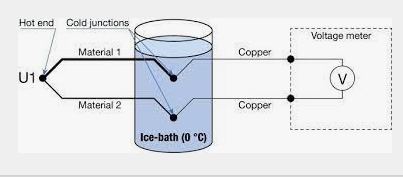 Hot end
Cold junctions
Voltage meter
Material 1
Copper
U1
V
Material 2
Copper
Ice-bath (0 °C)